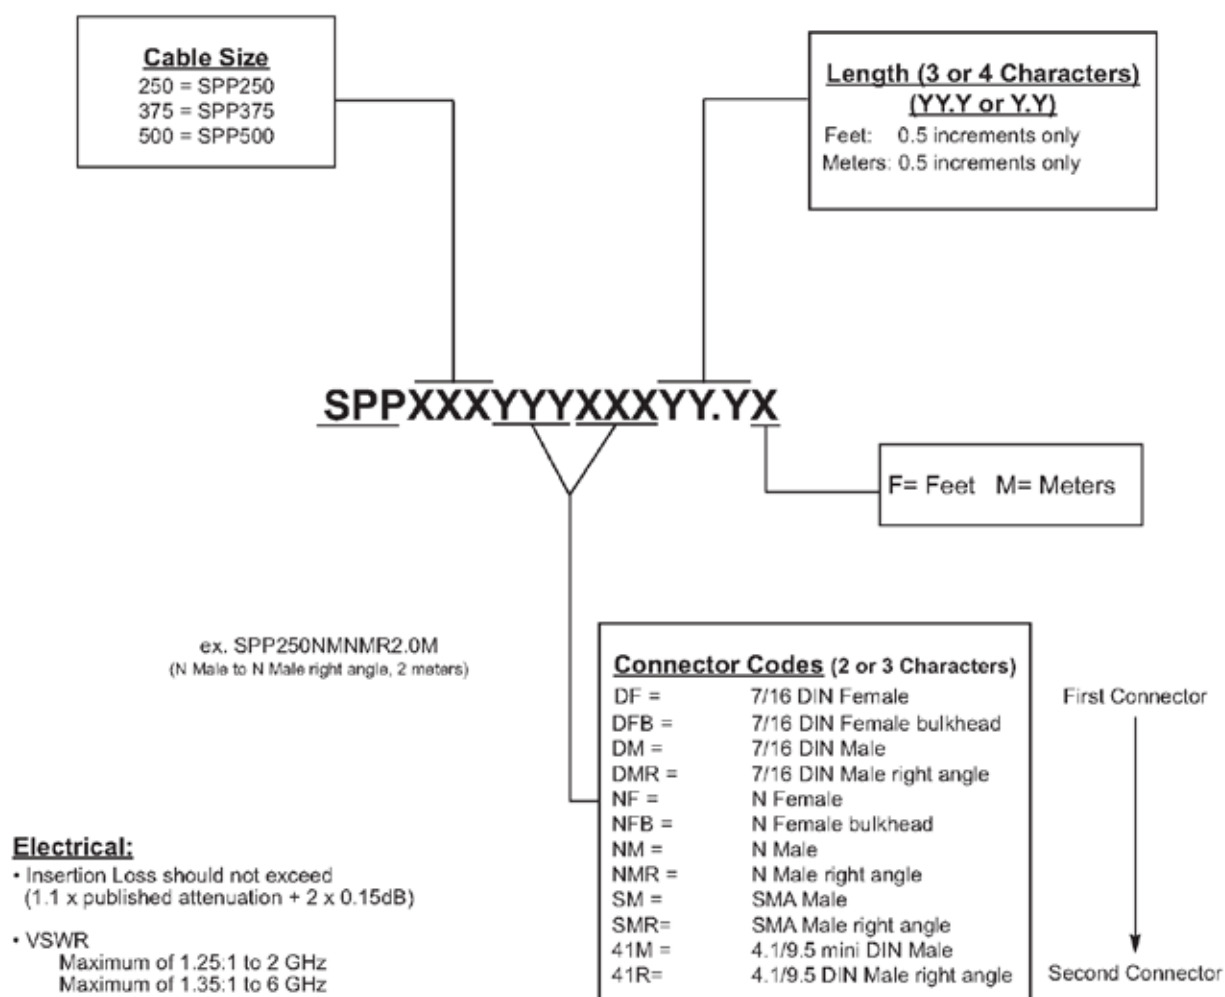 Cable Size
250 = SPP250
375 = SPP375
500 = SPP500
Length (3 or 4 Characters)
(YY.Y or Y.Y)
Feet: 0.5 increments only
Meters: 0.5 increments only
SPPXXXYYYXXXYY.YX
F= Feet M= Meters
ex. SPP250NMNMR2.0M
(N Male to N Male right angle, 2 meters)
Connector Codes (2 or 3 Characters)
DF = 7/16 DIN Female
DFB = 7/16 DIN Female bulkhead
DM = 7/16 DIN Male
DMR = 7/16 DIN Male right angle
NF = N Female
NFB = N Female bulkhead
NM = N Male
NMR = N Male right angle
SM = SMA Male
SMR= SMA Male right angle
41M = 4.1/9.5 mini DIN Male
41R= 4.1/9.5 DIN Male right angle
First Connector
Second Connector
Electrical:
• Insertion Loss should not exceed
(1.1 x published attenuation + 2 x 0.15dB)
• VSWR
Maximum of 1.25:1 to 2 GHz
Maximum of 1.35:1 to 6 GHz